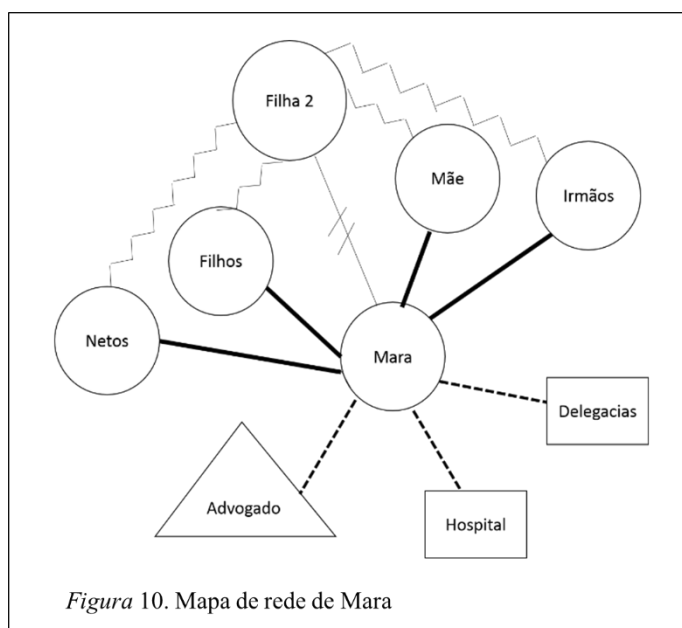 Filha 2
Mãe
Irmãos
Filhos
Netos
Mara
Delegacias
Advogado
Hospital
Figura 10. Mapa de rede de Mara